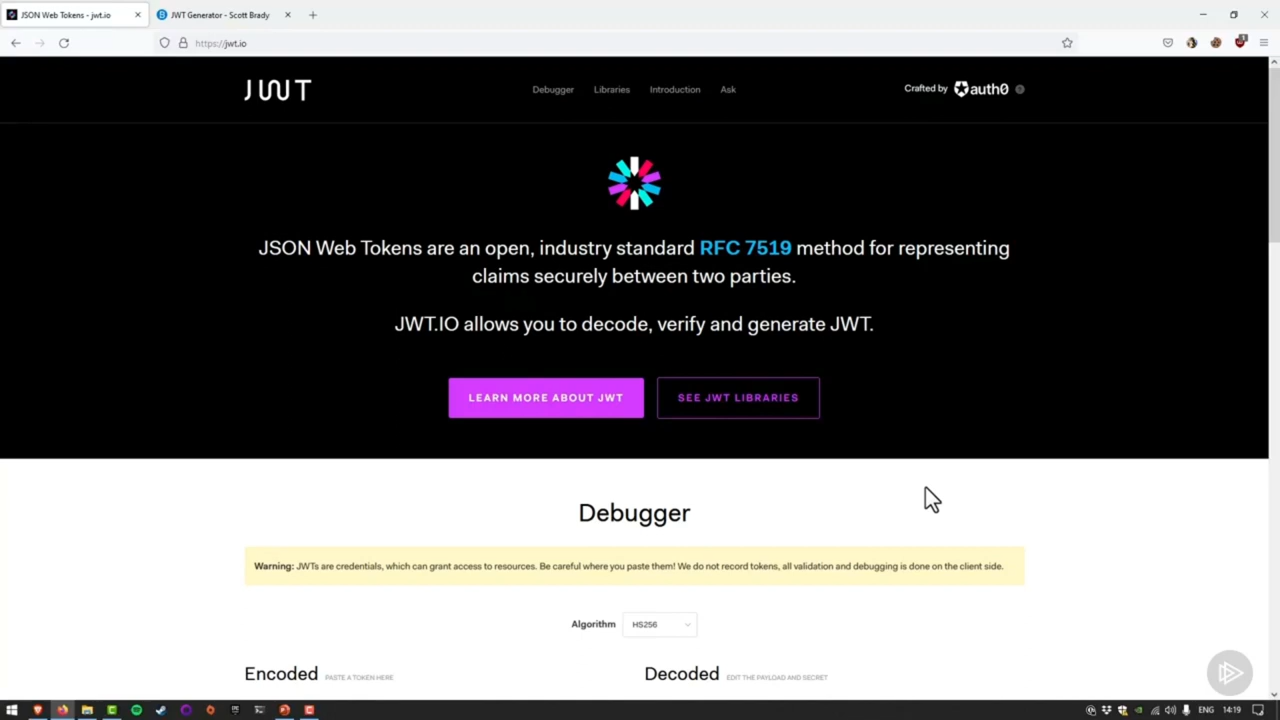 JSON Web Tokens - jwt.io
JWT Generator - Scott Brady
https://jwt.io
JWT
Debugger
Libraries
Introduction
Ask
Crafted by auth0
JSON Web Tokens are an open, industry standard RFC 7519 method for representing
claims securely between two parties.
JWT.IO allows you to decode, verify and generate JWT.
LEARN MORE ABOUT JWT
SEE JWT LIBRARIES
Debugger
Warning: JWTs are credentials, which can grant access to resources. Be careful where you paste them! We do not record tokens, all validation and debugging is done on the client side.
Algorithm
HS256
Encoded PASTE A TOKEN HERE
Decoded EDIT THE PAYLOAD AND SECRET
ENG
14:19